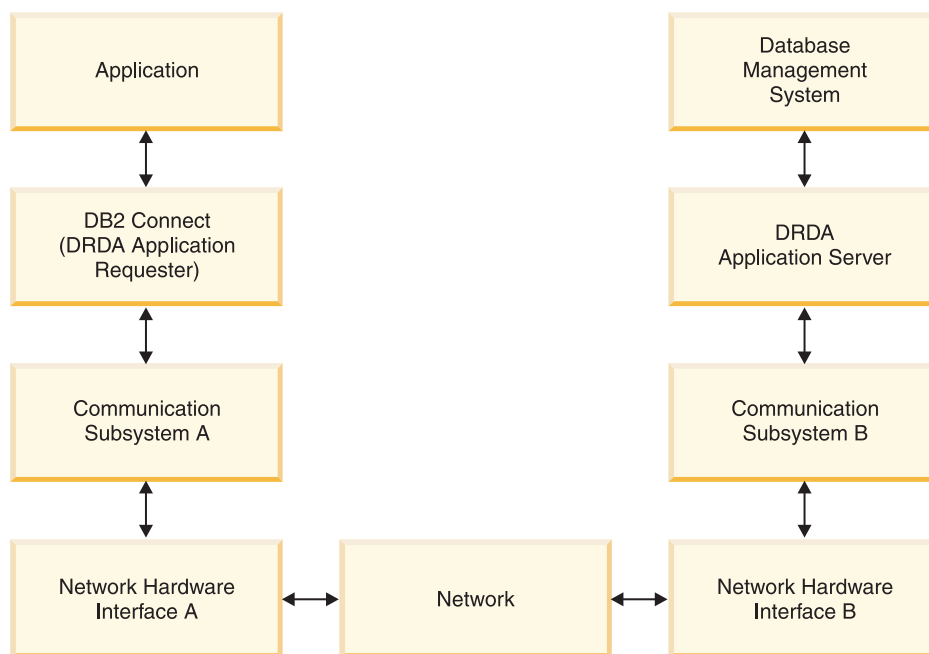 Application
Database
Management
System
DB2 Connect
(DRDA Application
Requester)
DRDA
Application Server
Communication
Subsystem A
Communication
Subsystem B
Network Hardware
Interface A
Network
Network Hardware
Interface B